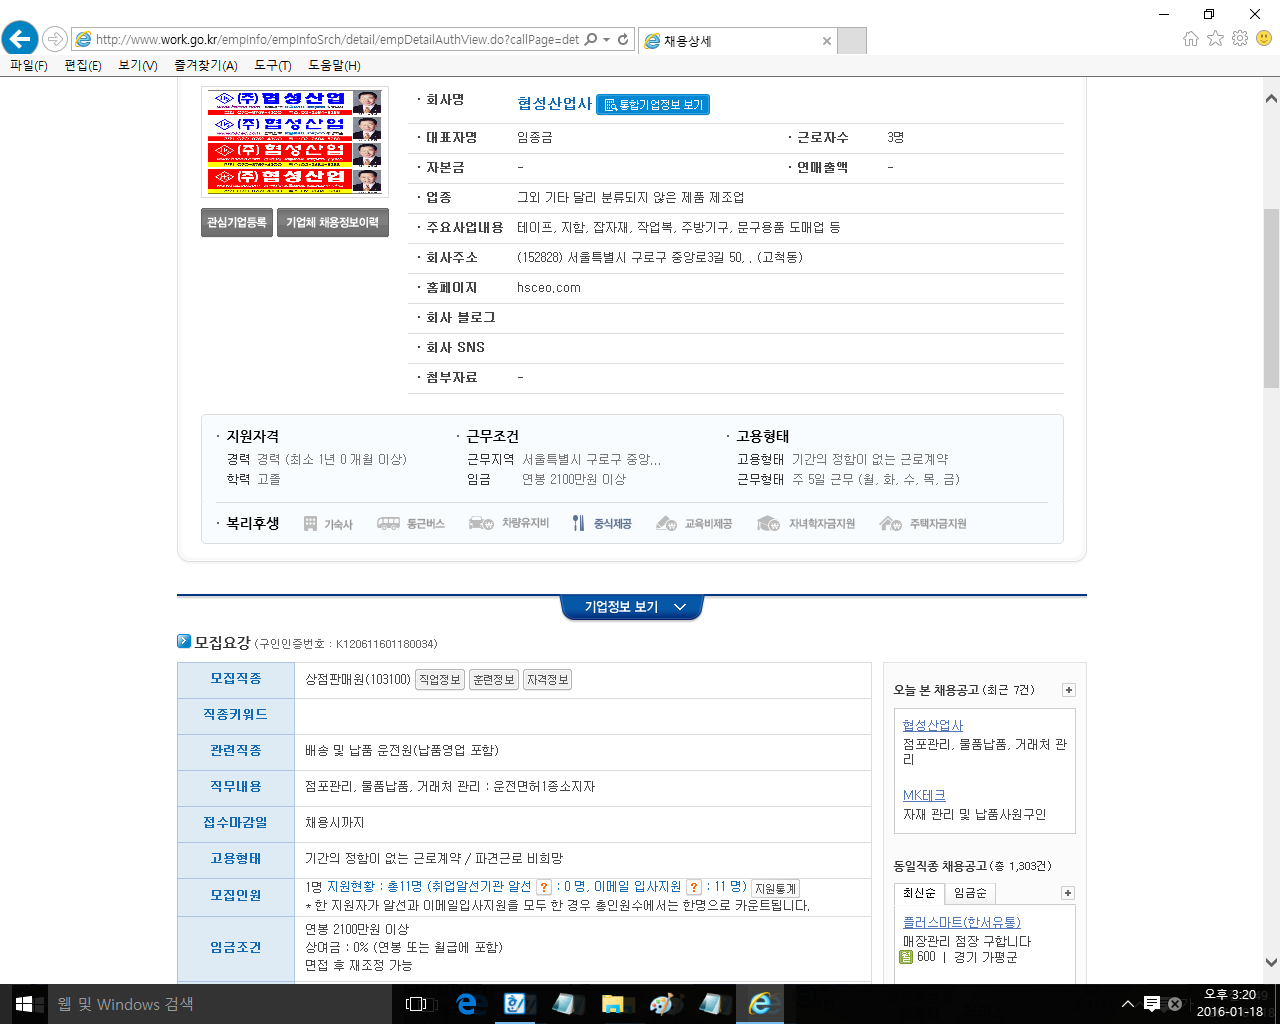 http://www.work.go.kr/empInfo/empInfoSrch/detail/empDetailAuthView.do?callPage=det
채용상세
파일(F) 편집(E) 보기(V) 즐겨찾기(A) 도구(T) 도움말(H)
(주)협성산업
(주)협성산업
(주)협성산업
(주)협성산업
관심기업등록 기업체 채용정보이력
· 회사명 협성산업사 통합기업정보 보기
· 대표자명 임종금 · 근로자수 3명
· 자본금 - · 연매출액 -
· 업종 그외 기타 달리 분류되지 않은 제품 제조업
· 주요사업내용 테이프, 지함, 잡자재, 작업복, 주방기구, 문구용품 도매업 등
· 회사주소 (152828) 서울특별시 구로구 중앙로3길 50, , (고척동)
· 홈페이지 hsceo.com
· 회사 블로그
· 회사 SNS
· 첨부자료 -
· 지원자격 · 근무조건 · 고용형태
경력 경력 (최소 1년 0 개월 이상) 근무지역 서울특별시 구로구 중앙... 고용형태 기간의 정함이 없는 근로계약
학력 고졸 임금 연봉 2100만원 이상 근무형태 주 5일 근무 (월, 화, 수, 목, 금)
· 복리후생 기숙사 통근버스 차량유지비 중식제공 교육비제공 자녀학자금지원 주택자금지원
기업정보 보기
모집요강 (구인인증번호 : K120611601180034)
모집직종 상점판매원(103100) 직업정보 훈련정보 자격정보
직종키워드
관련직종 배송 및 납품 운전원(납품영업 포함)
직무내용 점포관리, 물품납품, 거래처 관리 : 운전면허1종소지자
접수마감일 채용시까지
고용형태 기간의 정함이 없는 근로계약 / 파견근로 비희망
모집인원 1명 지원현황 : 총11명 (취업알선기관 알선 ? : 0 명, 이메일 입사지원 ? : 11 명) 지원통계
* 한 지원자가 알선과 이메일입사지원을 모두 한 경우 총인원수에서는 한명으로 카운트됩니다.
임금조건 연봉 2100만원 이상
상여금 : 0% (연봉 또는 월급에 포함)
면접 후 재조정 가능
오늘 본 채용공고 (최근 7건)
협성산업사
점포관리, 물품납품, 거래처 관
리
MK테크
자재 관리 및 납품사원구인
동일직종 채용공고 (총 1,303건)
최신순 임금순
플러스마트(한서유통)
매장관리 점장 구합니다
월 600 | 경기 가평군
웹 및 Windows 검색
오후 3:20
2016-01-18